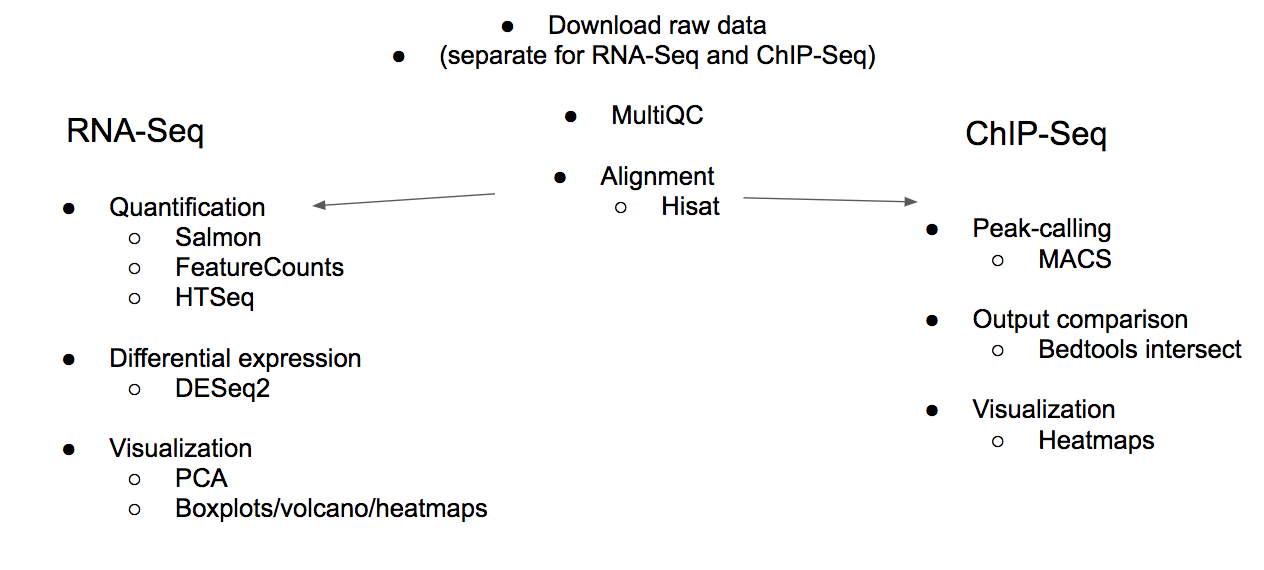 ● Download raw data
● (separate for RNA-Seq and ChIP-Seq)
● MultiQC
● Alignment
○ Hisat
RNA-Seq
● Quantification
○ Salmon
○ FeatureCounts
○ HTSeq
● Differential expression
○ DESeq2
● Visualization
○ PCA
○ Boxplots/volcano/heatmaps
ChIP-Seq
● Peak-calling
○ MACS
● Output comparison
○ Bedtools intersect
● Visualization
○ Heatmaps